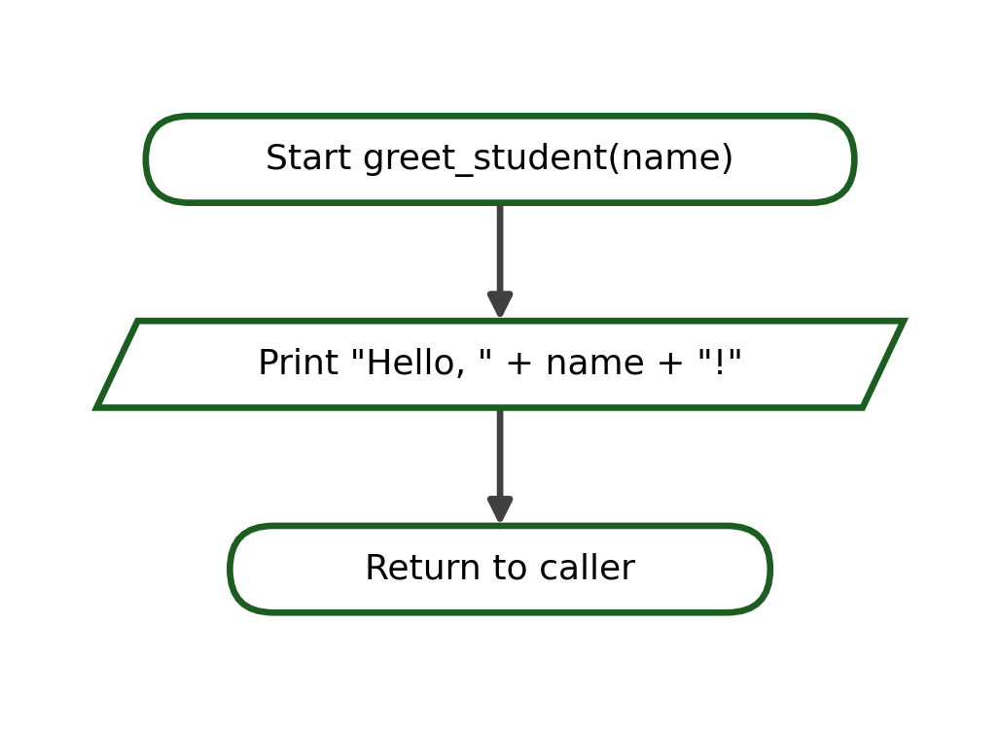 Start greet_student(name)
Print "Hello, " + name + "!"
Return to caller